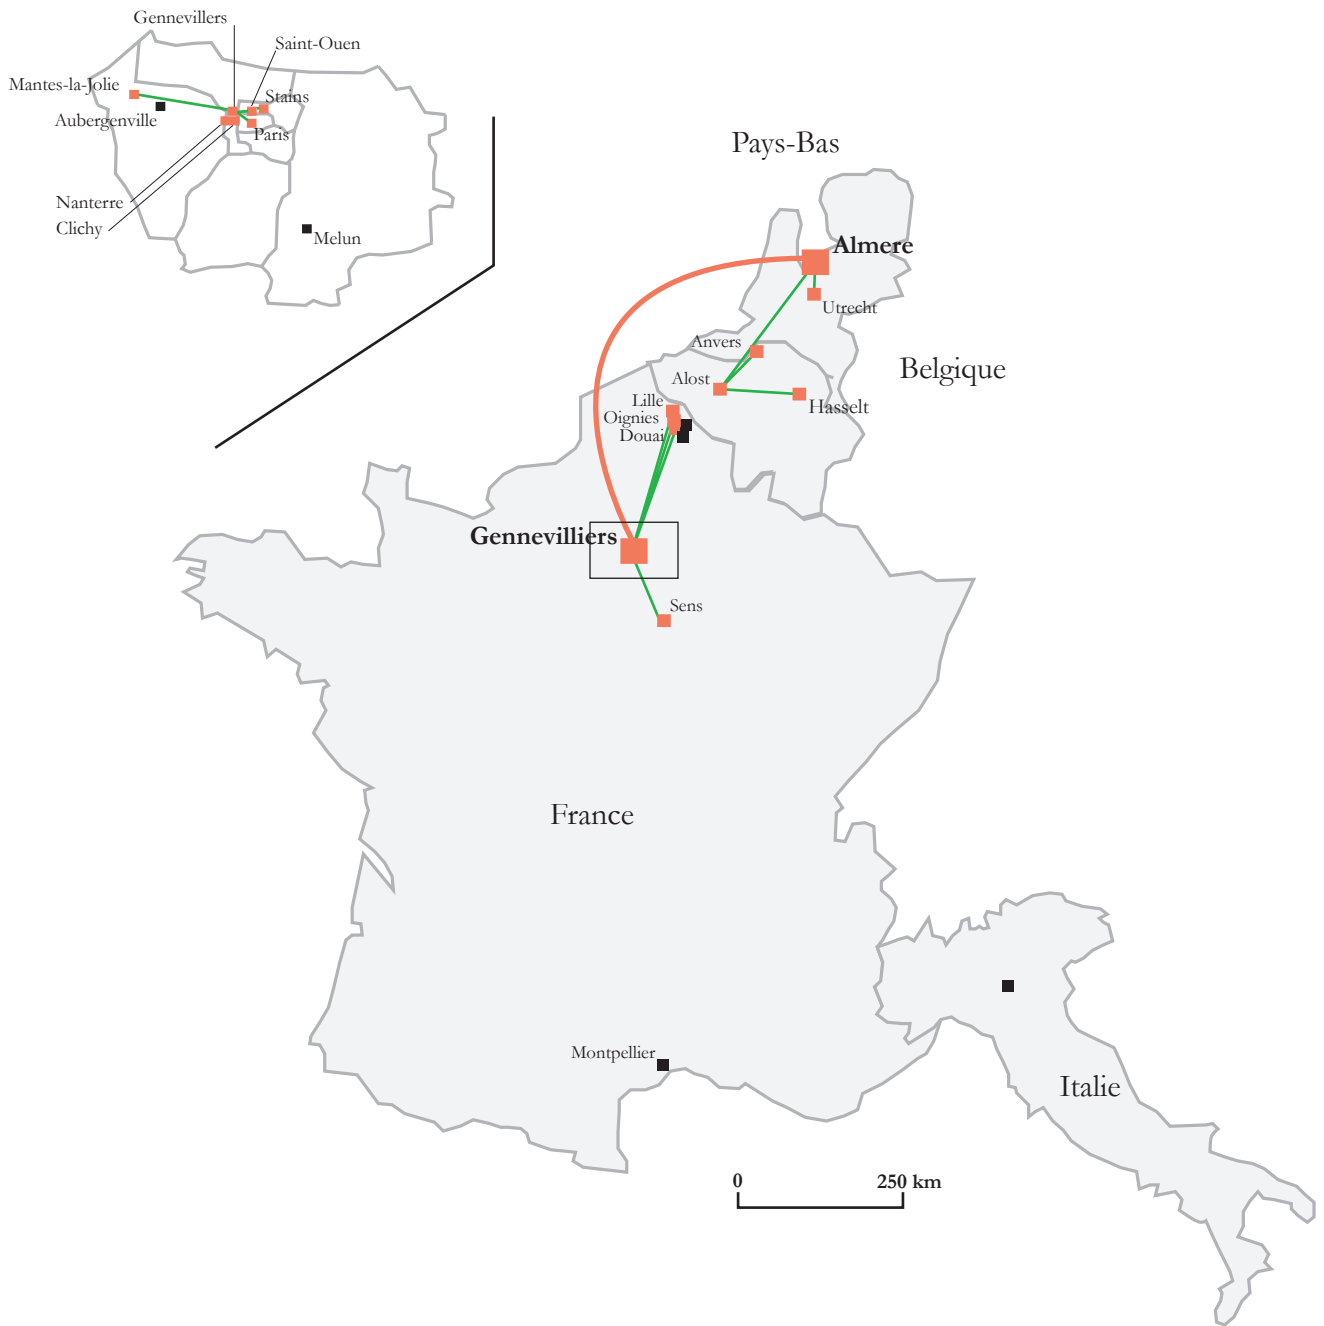 Gennevillers
Saint-Ouen
Mantes-la-Jolie
Stains
Aubergenville
Paris
Nanterre
Clichy
Melun
Pays-Bas
Almere
Utrecht
Anvers
Belgique
Alost
Lille
Hasselt
Oignies
Douai
Gennevilliers
Sens
France
Montpellier
Italie
0 250 km